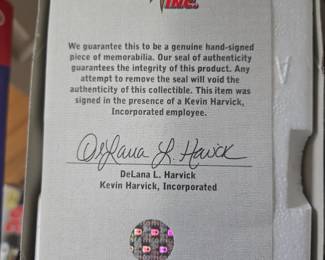 INC.
We guarantee this to be a genuine hand-signed
piece of memorabilia. Our seal of authenticity
guarantees the integrity of this product. Any
attempt to remove the seal will void the
authenticity of this collectible. This item was
signed in the presence of a Kevin Harvick,
Incorporated employee.
DeLana L. Harvick
DeLana L. Harvick
Kevin Harvick, Incorporated